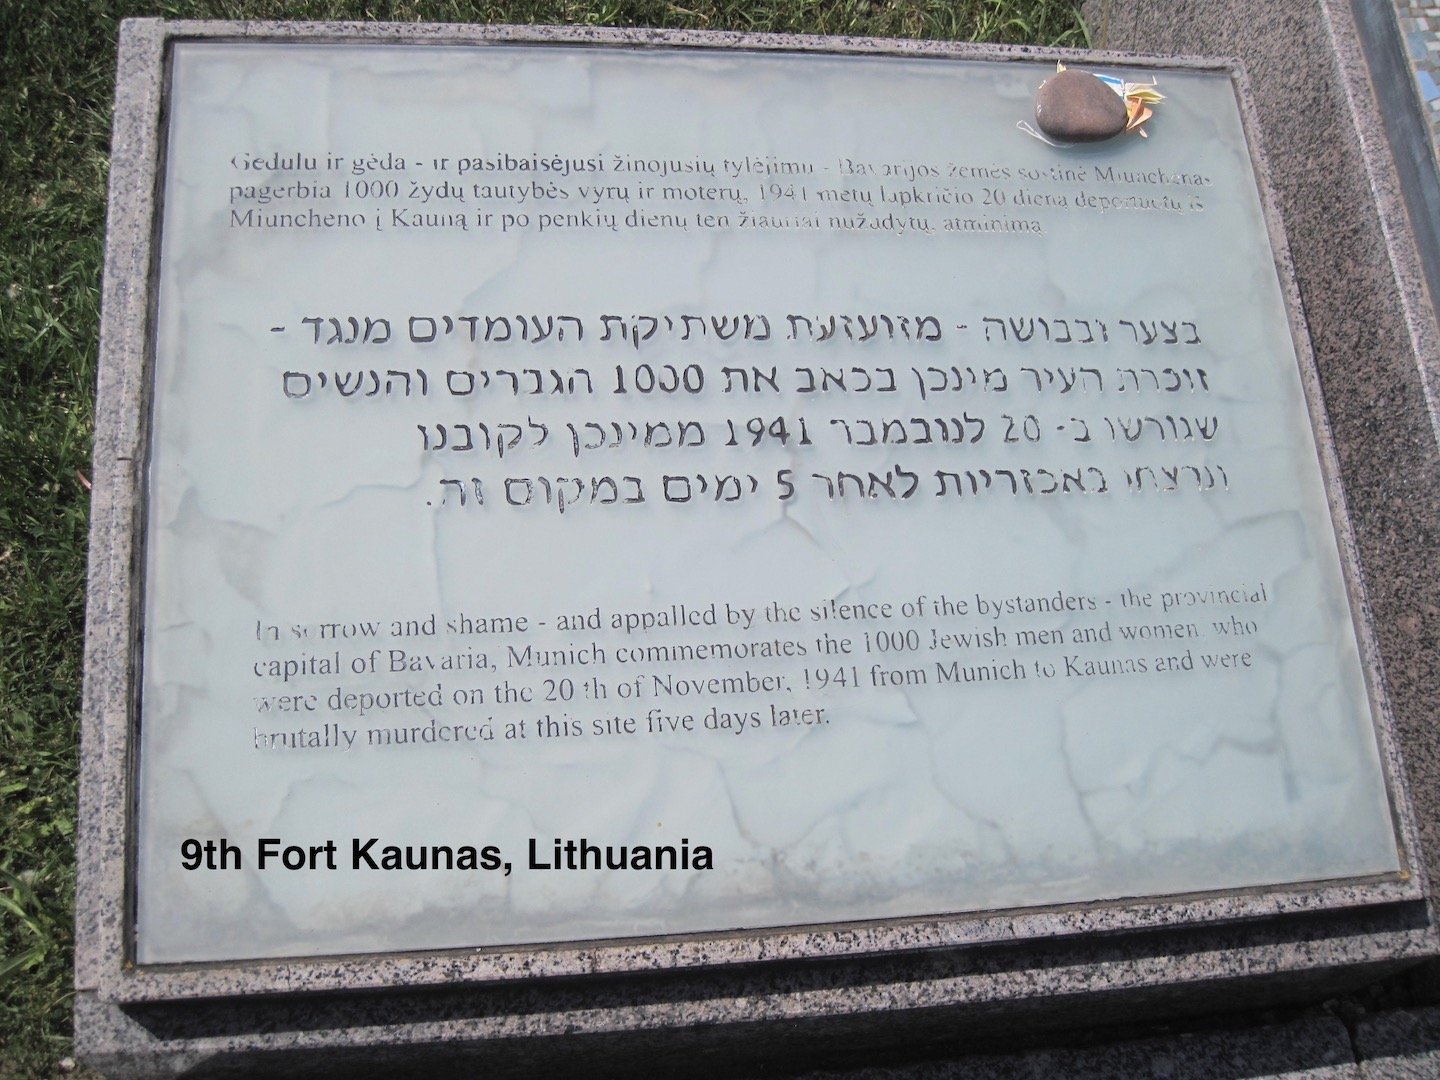 Gedulu ir gėda - ir pasibaisėjusi žinojusių tylėjimu - Bavarijos žemės sostinė Miunchenas
pagerbia 1000 žydų tautybės vyrų ir moterų, 1941 metų lapkričio 20 dieną deportuotų iš
Miuncheno į Kauną ir po penkių dienų ten žiauriai nužudytų, atminimą
בצער ובבושה - מזועזעת משתיקת העומדים מנגד -
זוכרת העיר מינכן בכאב את 1000 הגברים והנשים
שגורשו ב- 20 לנובמבר 1941 ממינכן לקובנו
ונרצחו באכזריות לאחר 5 ימים במקום זה.
In sorrow and shame - and appalled by the silence of the bystanders - the provincial
capital of Bavaria, Munich commemorates the 1000 Jewish men and women who
were deported on the 20 th of November, 1941 from Munich to Kaunas and were
brutally murdered at this site five days later.
9th Fort Kaunas, Lithuania